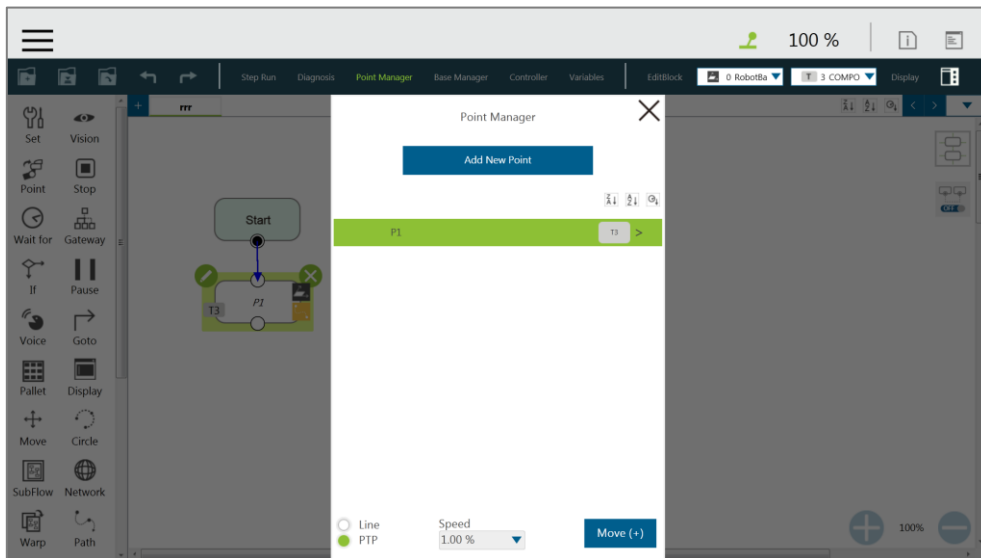 100 %
Step Run Diagnosis Point Manager Base Manager Controller Variables EditBlock 0 RobotBa T 3 COMPO Display
+ rrr
Set Vision
Point Stop
Wait for Gateway
If Pause
Voice Goto
Pallet Display
Move Circle
SubFlow Network
Warp Path
Start
P1
T3
OFF
100%
Point Manager
Add New Point
P1 T3 >
Line
PTP
Speed
1.00 %
Move (+)